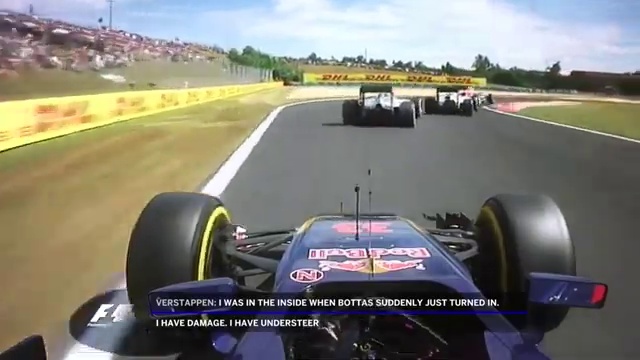 DHL DHL DHL DHL
Red Bull
F1
VERSTAPPEN: I WAS IN THE INSIDE WHEN BOTTAS SUDDENLY JUST TURNED IN.
I HAVE DAMAGE. I HAVE UNDERSTEER